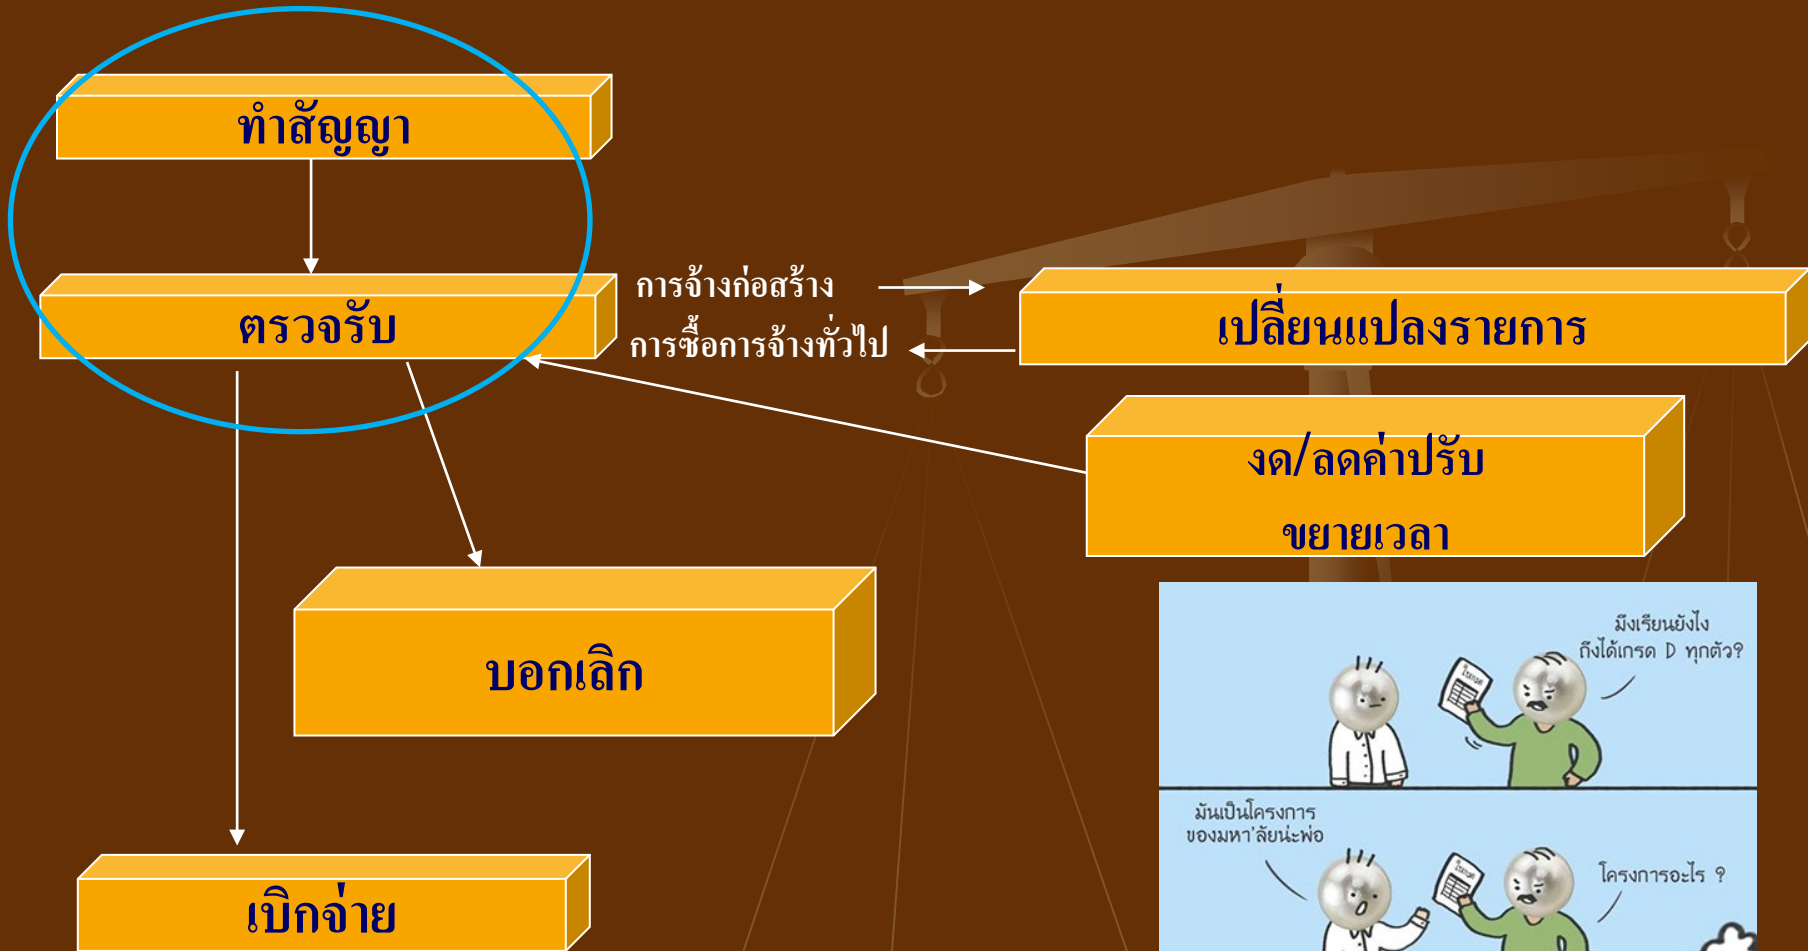 ทำสัญญา
ตรวจรับ
การจ้างก่อสร้าง
การซื้อการจ้างทั่วไป
เปลี่ยนแปลงรายการ
งด/ลดค่าปรับ
ขยายเวลา
บอกเลิก
เบิกจ่าย
มึงเรียนยังไง
ถึงได้เกรด D ทุกตัว?
มันเป็นโครงการ
ของมหา'ลัยน่ะพ่อ
โครงการอะไร ?